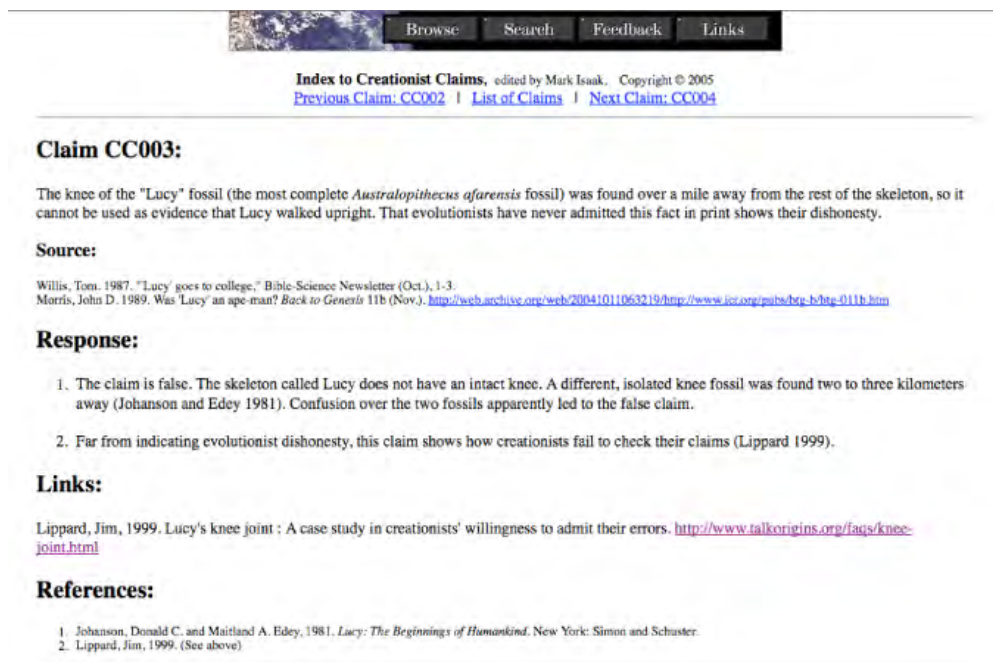 Browse Search Feedback Links
Index to Creationist Claims, edited by Mark Isaak. Copyright © 2005
Previous Claim: CC002 | List of Claims | Next Claim: CC004
Claim CC003:
The knee of the "Lucy" fossil (the most complete Australopithecus afarensis fossil) was found over a mile away from the rest of the skeleton, so it
cannot be used as evidence that Lucy walked upright. That evolutionists have never admitted this fact in print shows their dishonesty.
Source:
Willis, Tom. 1987. "'Lucy' goes to college," Bible-Science Newsletter (Oct.), 1-3.
Morris, John D. 1989. Was 'Lucy' an ape-man? Back to Genesis 11b (Nov.). http://web.archive.org/web/20041011063219/http://www.icr.org/pubs/btg-b/btg-011b.htm
Response:
1. The claim is false. The skeleton called Lucy does not have an intact knee. A different, isolated knee fossil was found two to three kilometers
away (Johanson and Edey 1981). Confusion over the two fossils apparently led to the false claim.
2. Far from indicating evolutionist dishonesty, this claim shows how creationists fail to check their claims (Lippard 1999).
Links:
Lippard, Jim, 1999. Lucy's knee joint : A case study in creationists' willingness to admit their errors. http://www.talkorigins.org/faqs/knee-
joint.html
References:
1. Johanson, Donald C. and Maitland A. Edey, 1981. Lucy: The Beginnings of Humankind. New York: Simon and Schuster.
2. Lippard, Jim, 1999. (See above)